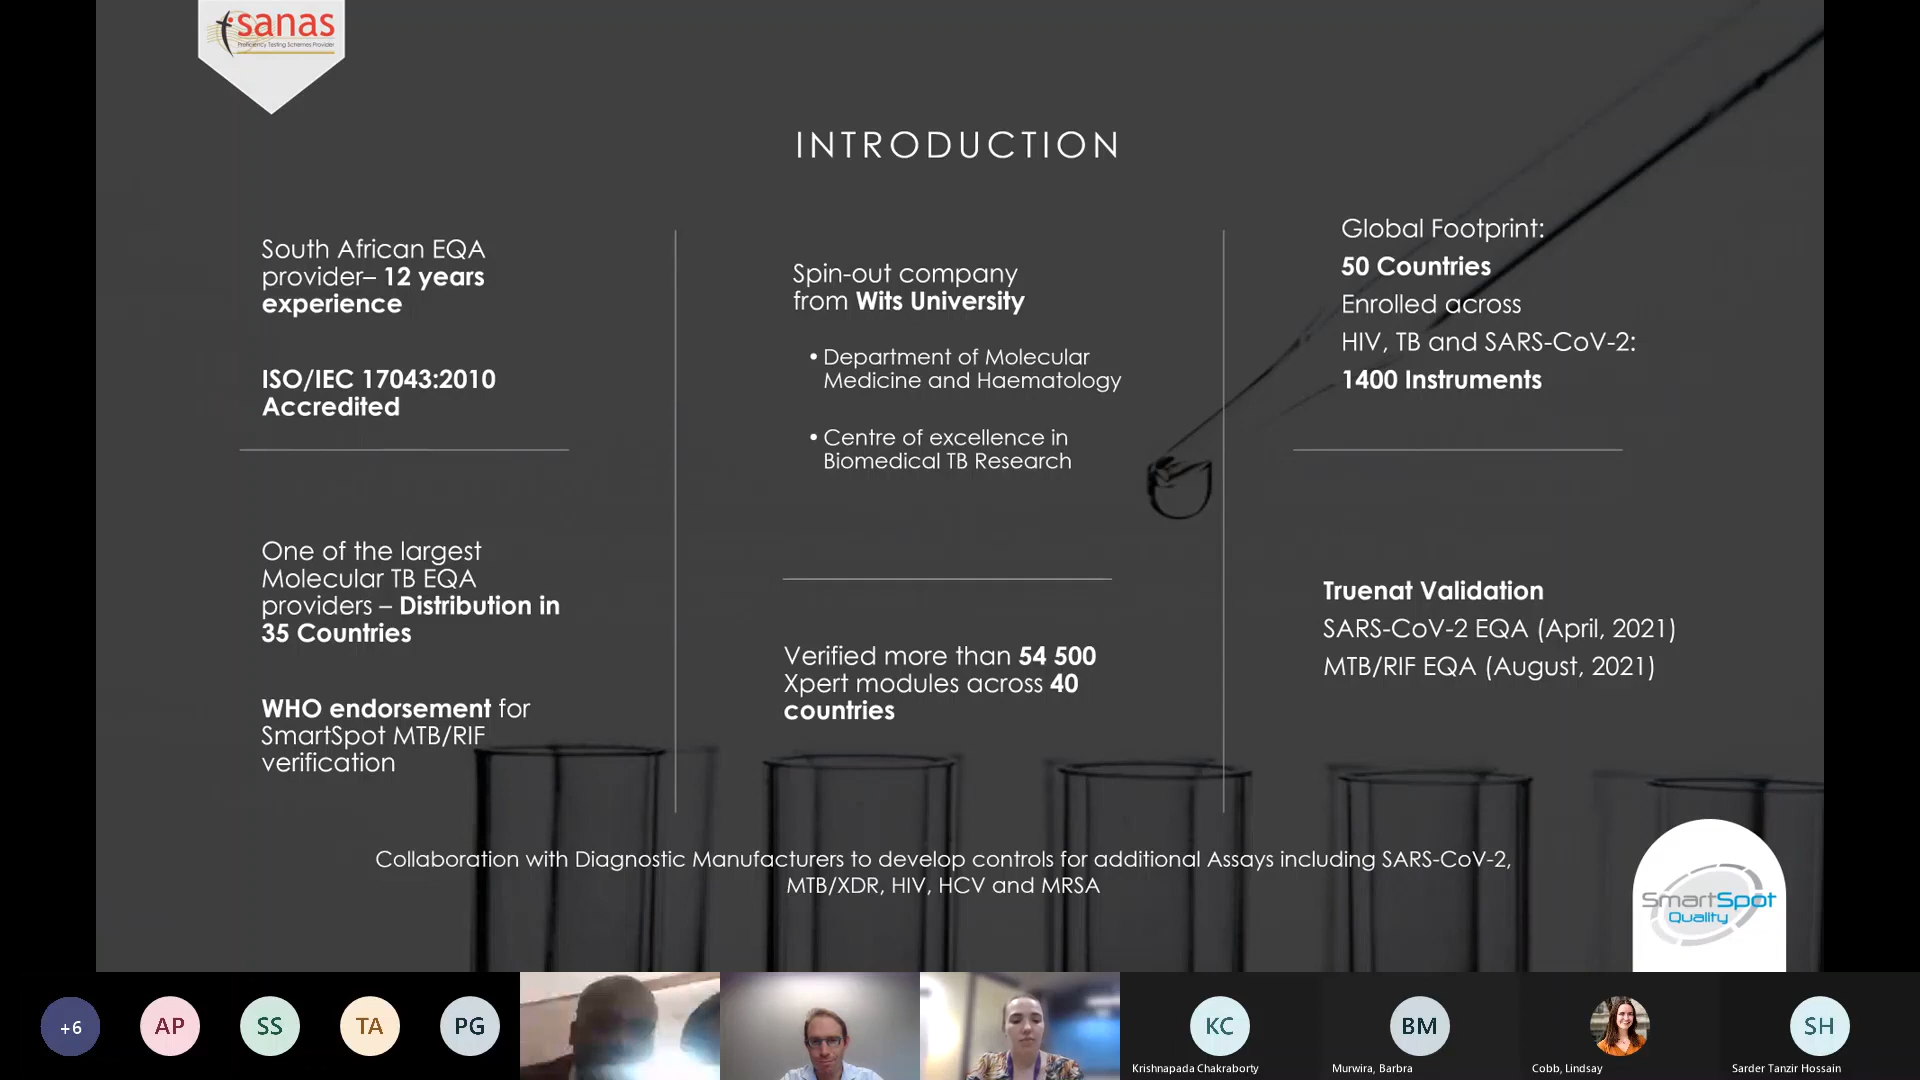 sanas
Proficiency Testing Schemes Provider
INTRODUCTION
South African EQA
provider– 12 years
experience
ISO/IEC 17043:2010
Accredited
One of the largest
Molecular TB EQA
providers – Distribution in
35 Countries
WHO endorsement for
SmartSpot MTB/RIF
verification
Spin-out company
from Wits University
• Department of Molecular
Medicine and Haematology
• Centre of excellence in
Biomedical TB Research
Verified more than 54 500
Xpert modules across 40
countries
Global Footprint:
50 Countries
Enrolled across
HIV, TB and SARS-CoV-2:
1400 Instruments
Truenat Validation
SARS-CoV-2 EQA (April, 2021)
MTB/RIF EQA (August, 2021)
Collaboration with Diagnostic Manufacturers to develop controls for additional Assays including SARS-CoV-2,
MTB/XDR, HIV, HCV and MRSA
SmartSpot
Quality
+6
AP
SS
TA
PG
KC
Krishnapada Chakraborty
BM
Murwira, Barbra
Cobb, Lindsay
SH
Sarder Tanzir Hossain